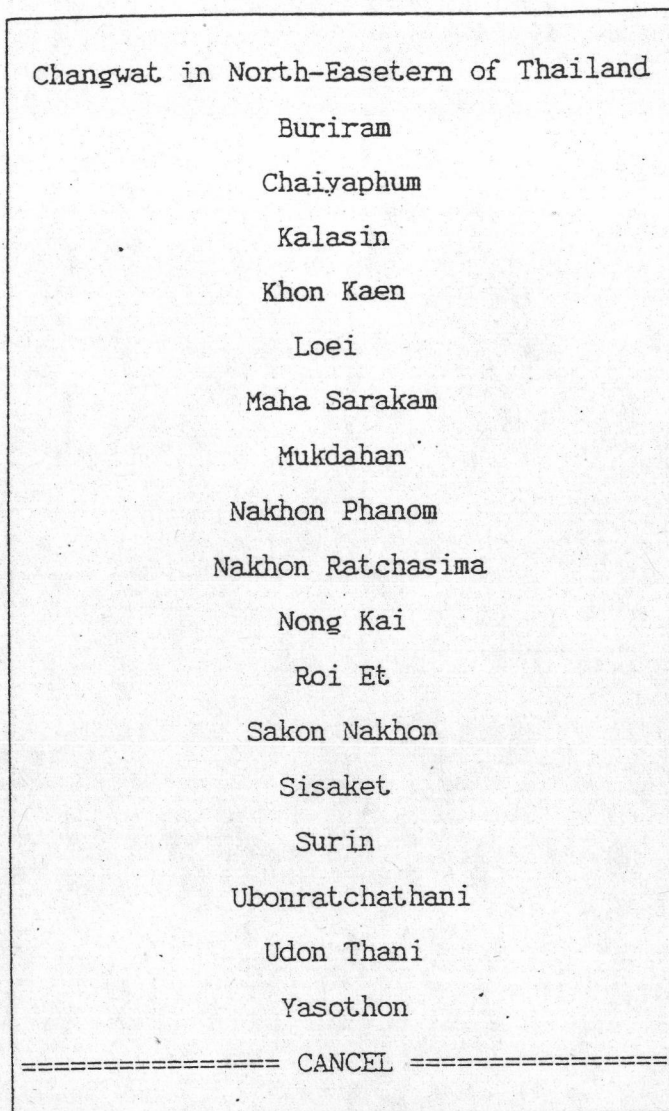 Changwat in North-Easetern of Thailand
Buriram
Chaiyaphum
Kalasin
Khon Kaen
Loei
Maha Sarakam
Mukdahan
Nakhon Phanom
Nakhon Ratchasima
Nong Kai
Roi Et
Sakon Nakhon
Sisaket
Surin
Ubonratchathani
Udon Thani
Yasothon
================ CANCEL ================